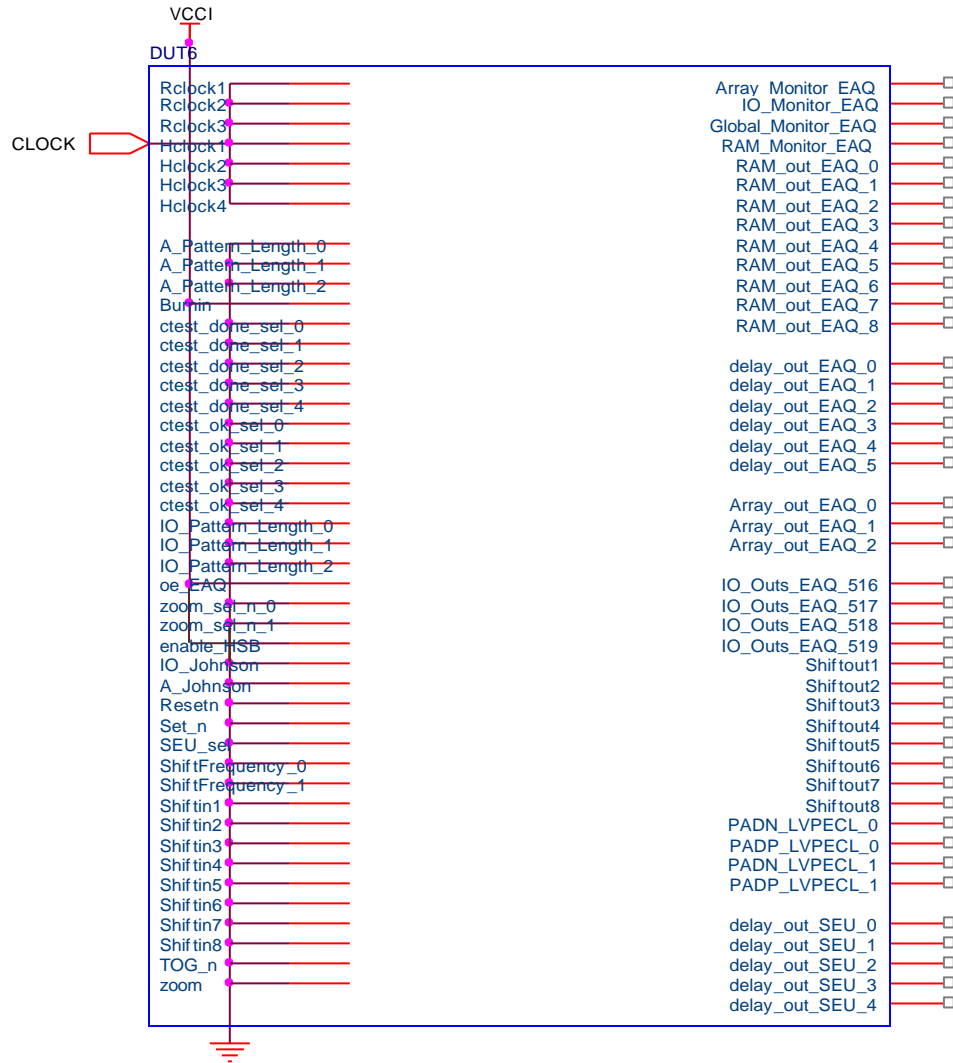 VCCI
DUT6
CLOCK
Rclock1
Rclock2
Rclock3
Hclock1
Hclock2
Hclock3
Hclock4
A_Pattern_Length_0
A_Pattern_Length_1
A_Pattern_Length_2
Burnin
ctest_done_sel_0
ctest_done_sel_1
ctest_done_sel_2
ctest_done_sel_3
ctest_done_sel_4
ctest_ok_sel_0
ctest_ok_sel_1
ctest_ok_sel_2
ctest_ok_sel_3
ctest_ok_sel_4
IO_Pattern_Length_0
IO_Pattern_Length_1
IO_Pattern_Length_2
oe_EAQ
zoom_sel_n_0
zoom_sel_n_1
enable_HSB
IO_Johnson
A_Johnson
Resetn
Set_n
SEU_sel
ShiftFrequency_0
ShiftFrequency_1
Shiftin1
Shiftin2
Shiftin3
Shiftin4
Shiftin5
Shiftin6
Shiftin7
Shiftin8
TOG_n
zoom
Array_Monitor_EAQ
IO_Monitor_EAQ
Global_Monitor_EAQ
RAM_Monitor_EAQ
RAM_out_EAQ_0
RAM_out_EAQ_1
RAM_out_EAQ_2
RAM_out_EAQ_3
RAM_out_EAQ_4
RAM_out_EAQ_5
RAM_out_EAQ_6
RAM_out_EAQ_7
RAM_out_EAQ_8
delay_out_EAQ_0
delay_out_EAQ_1
delay_out_EAQ_2
delay_out_EAQ_3
delay_out_EAQ_4
delay_out_EAQ_5
Array_out_EAQ_0
Array_out_EAQ_1
Array_out_EAQ_2
IO_Outs_EAQ_516
IO_Outs_EAQ_517
IO_Outs_EAQ_518
IO_Outs_EAQ_519
Shiftout1
Shiftout2
Shiftout3
Shiftout4
Shiftout5
Shiftout6
Shiftout7
Shiftout8
PADN_LVPECL_0
PADP_LVPECL_0
PADN_LVPECL_1
PADP_LVPECL_1
delay_out_SEU_0
delay_out_SEU_1
delay_out_SEU_2
delay_out_SEU_3
delay_out_SEU_4